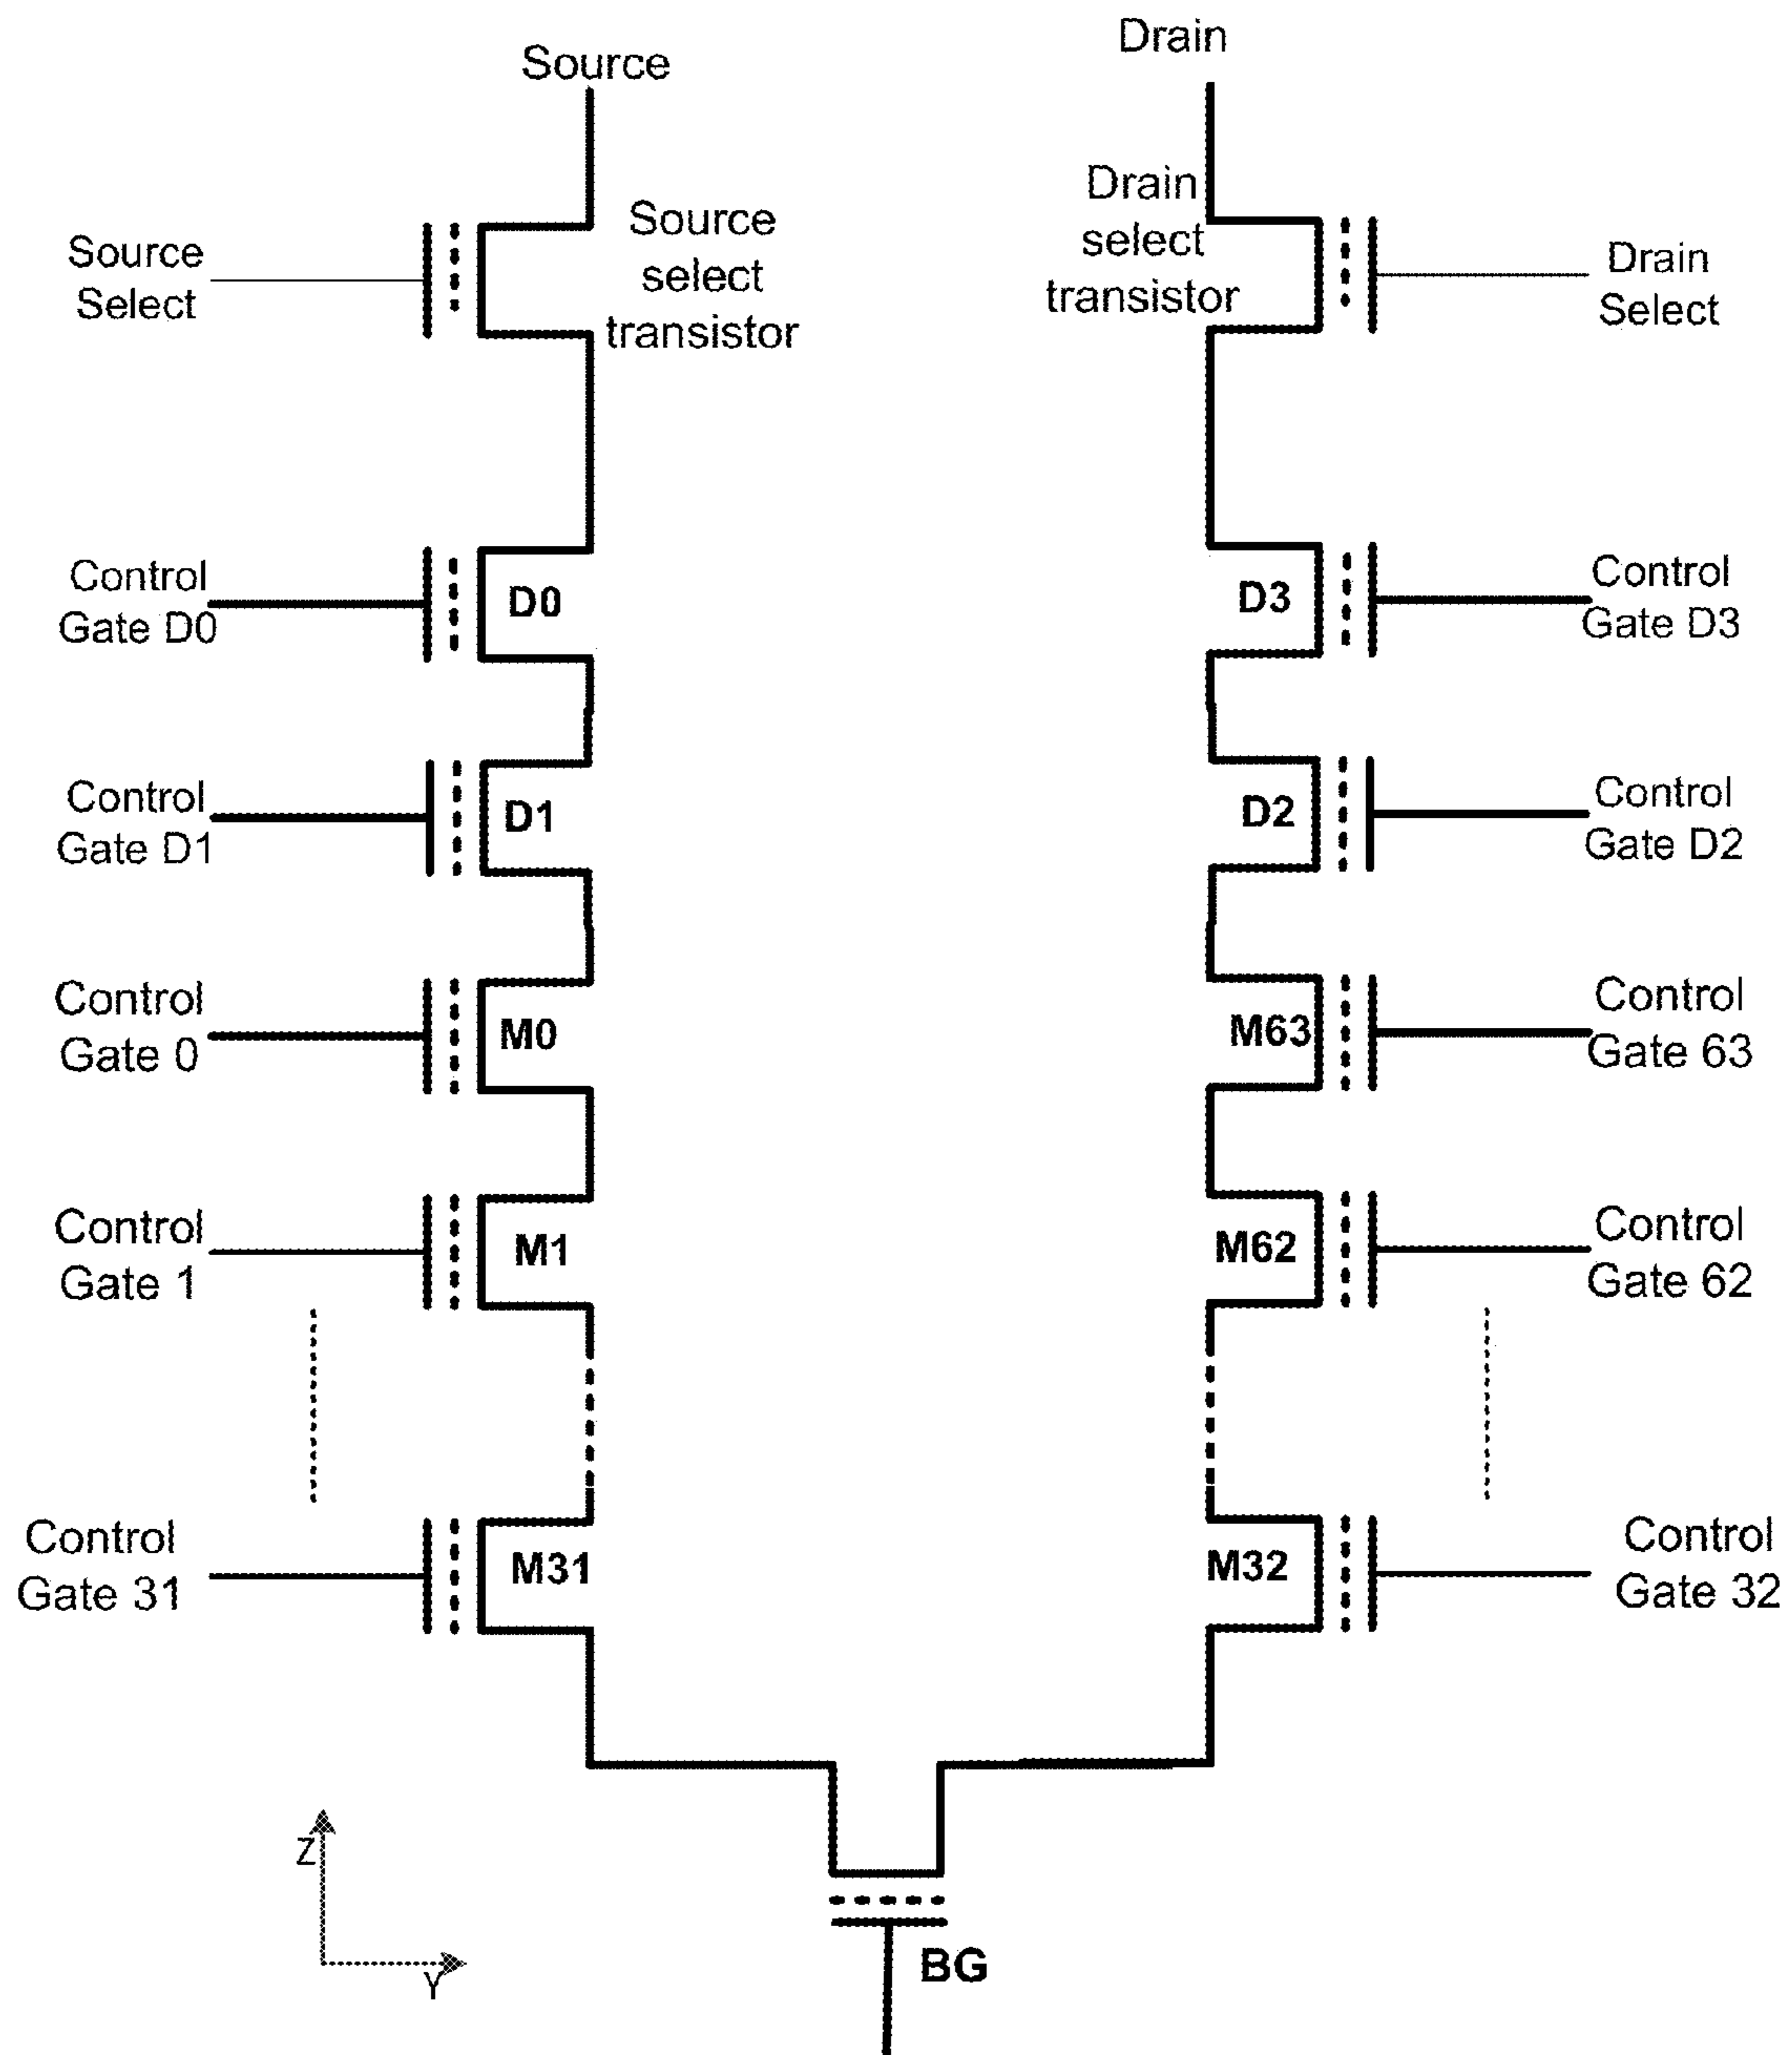 Source
Drain
Source
Select
Source
select
transistor
Drain
select
transistor
Drain
Select
Control
Gate D0
D0
D3
Control
Gate D3
Control
Gate D1
D1
D2
Control
Gate D2
Control
Gate 0
M0
M63
Control
Gate 63
Control
Gate 1
M1
M62
Control
Gate 62
Control
Gate 31
M31
M32
Control
Gate 32
Z
Y
BG